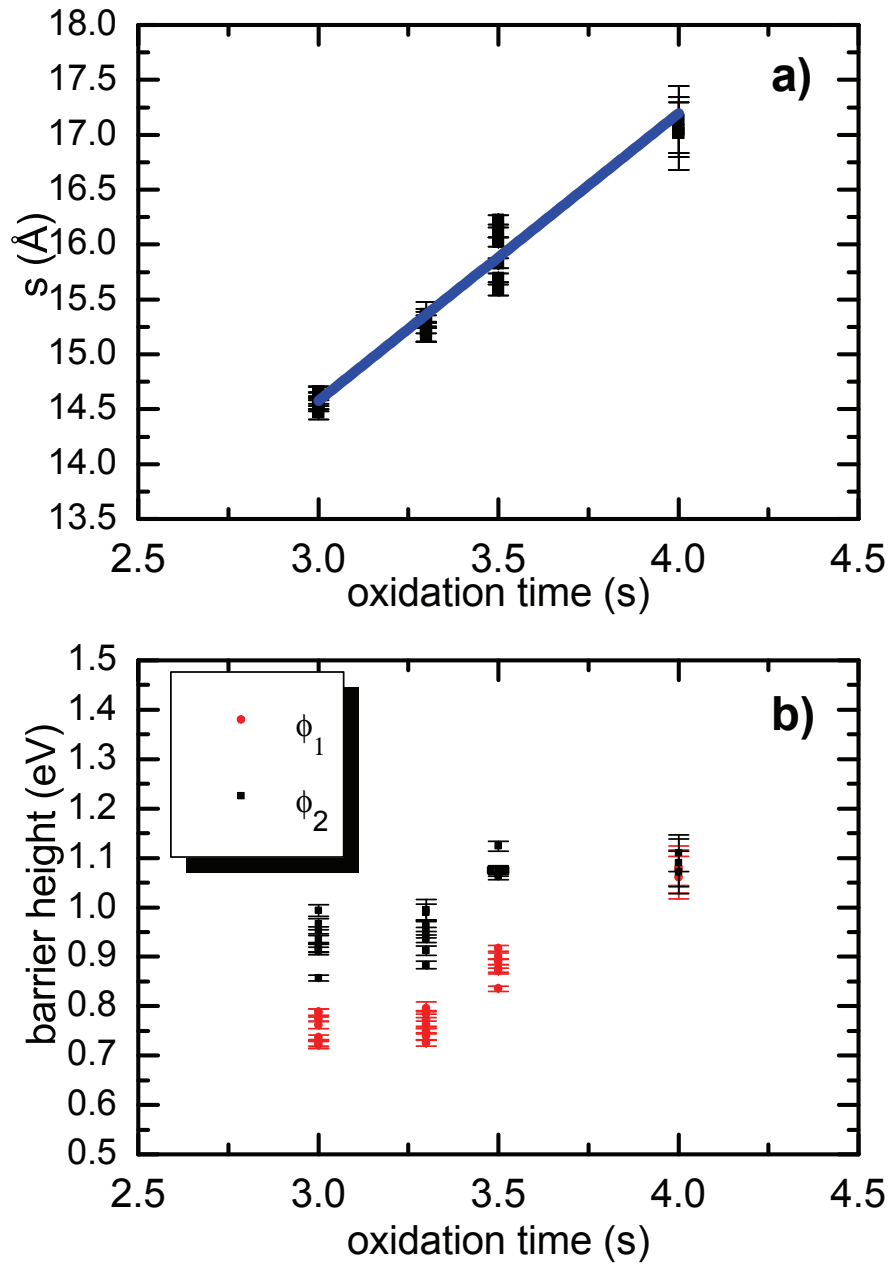 a)
18.0
17.5
17.0
16.5
16.0
15.5
15.0
14.5
14.0
13.5
s (Å)
2.5 3.0 3.5 4.0 4.5
oxidation time (s)
b)
1.5
1.4
1.3
1.2
1.1
1.0
0.9
0.8
0.7
0.6
0.5
barrier height (eV)
ϕ1
ϕ2
2.5 3.0 3.5 4.0 4.5
oxidation time (s)